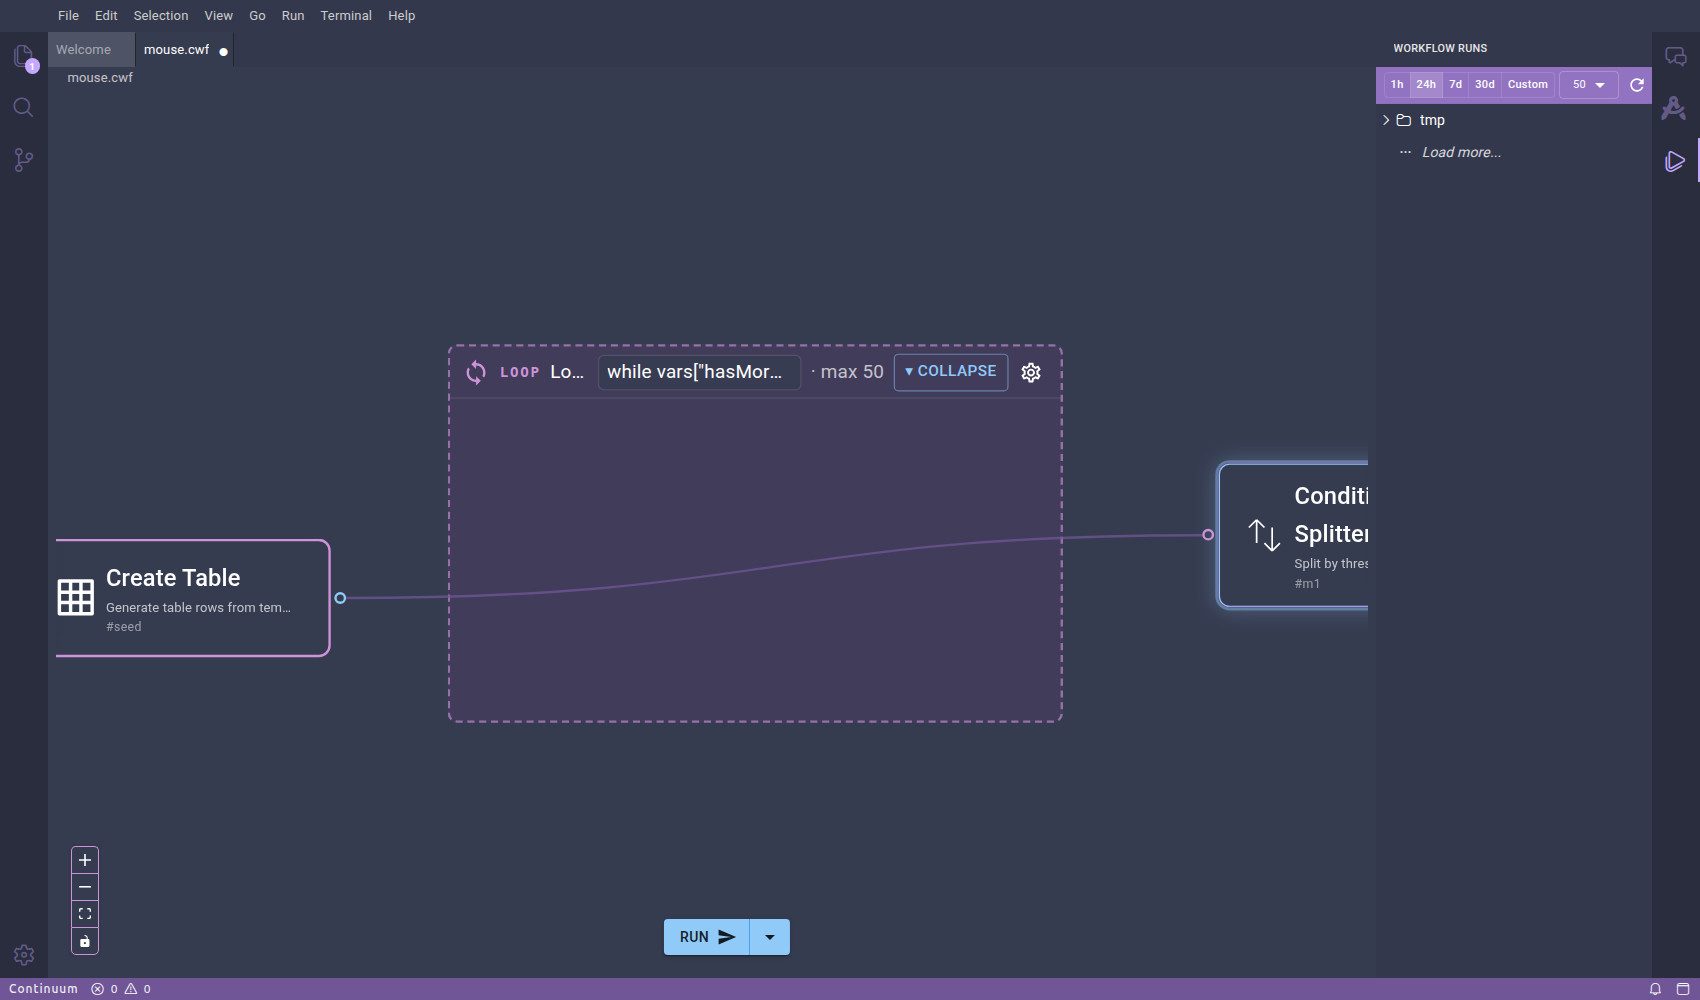 File Edit Selection View Go Run Terminal Help
Welcome
mouse.cwf
mouse.cwf
WORKFLOW RUNS
1h 24h 7d 30d Custom 50
tmp
Load more...
1
LOOP Lo... while vars["hasMor... · max 50 ▾ COLLAPSE
Conditi
Splitter
Split by thres
#m1
Create Table
Generate table rows from tem...
#seed
RUN
Continuum 0 0